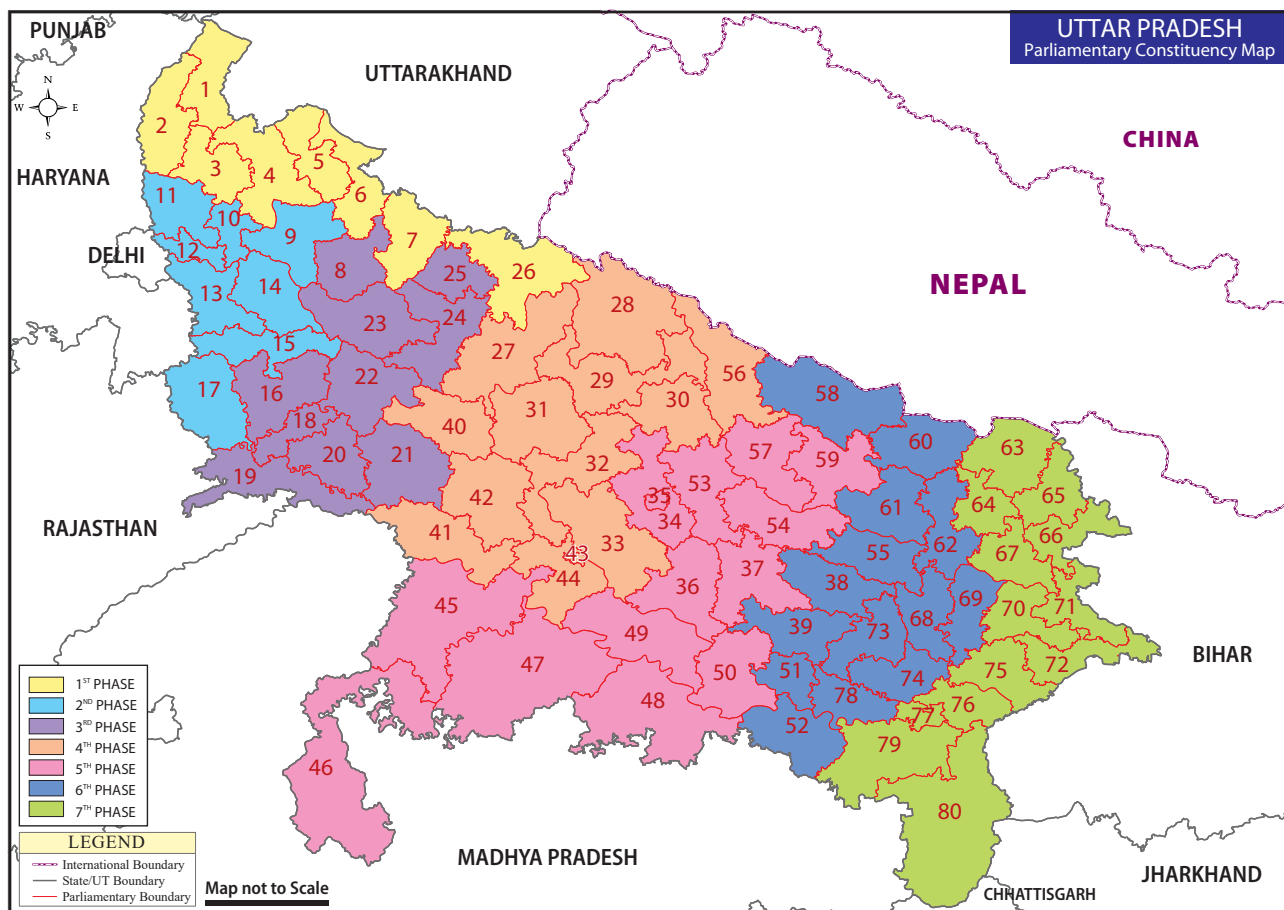 UTTAR PRADESH
Parliamentary Constituency Map
PUNJAB
UTTARAKHAND
N
W E
S
CHINA
HARYANA
DELHI
NEPAL
RAJASTHAN
BIHAR
MADHYA PRADESH
JHARKHAND
CHHATTISGARH
1
2
3
4
5
6
7
8
9
10
11
12
13
14
15
16
17
18
19
20
21
22
23
24
25
26
27
28
29
30
31
32
33
34
35
36
37
38
39
40
41
42
43
44
45
46
47
48
49
50
51
52
53
54
55
56
57
58
59
60
61
62
63
64
65
66
67
68
69
70
71
72
73
74
75
76
77
78
79
80
1ST PHASE
2ND PHASE
3RD PHASE
4TH PHASE
5TH PHASE
6TH PHASE
7TH PHASE
LEGEND
International Boundary
State/UT Boundary
Parliamentary Boundary
Map not to Scale